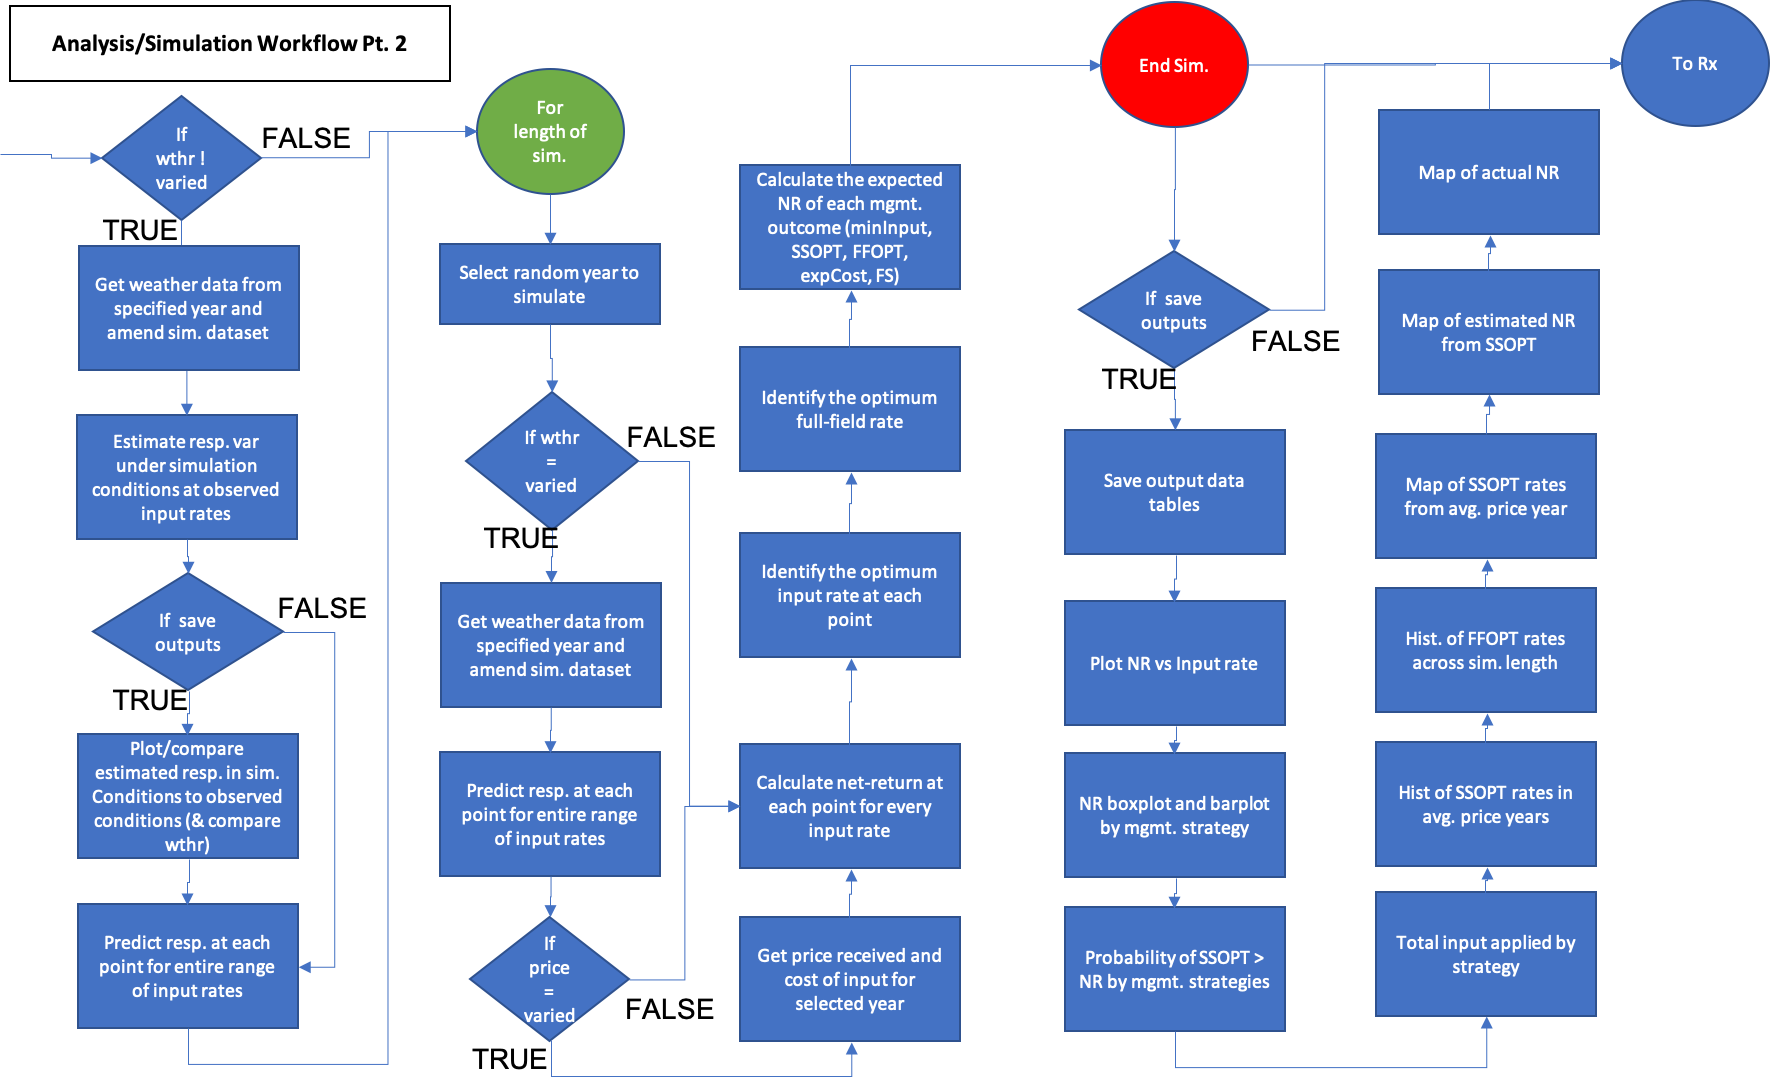 Analysis/Simulation Workflow Pt. 2
If
wthr !
varied
FALSE
TRUE
Get weather data from
specified year and
amend sim. dataset
Estimate resp. var
under simulation
conditions at observed
input rates
If  save
outputs
FALSE
TRUE
Plot/compare
estimated resp. in sim.
Conditions to observed
conditions (& compare
wthr)
Predict resp. at each
point for entire range
of input rates
For
length of
sim.
Select random year to
simulate
If wthr
=
varied
FALSE
TRUE
Get weather data from
specified year and
amend sim. dataset
Predict resp. at each
point for entire range
of input rates
If
price
=
varied
FALSE
TRUE
Get price received and
cost of input for
selected year
Calculate net-return at
each point for every
input rate
Identify the optimum
input rate at each
point
Identify the optimum
full-field rate
Calculate the expected
NR of each mgmt.
outcome (minInput,
SSOPT, FFOPT,
expCost, FS)
End Sim.
If  save
outputs
FALSE
TRUE
Save output data
tables
Plot NR vs Input rate
NR boxplot and barplot
by mgmt. strategy
Probability of SSOPT >
NR by mgmt. strategies
Total input applied by
strategy
Hist of SSOPT rates in
avg. price years
Hist. of FFOPT rates
across sim. length
Map of SSOPT rates
from avg. price year
Map of estimated NR
from SSOPT
Map of actual NR
To Rx